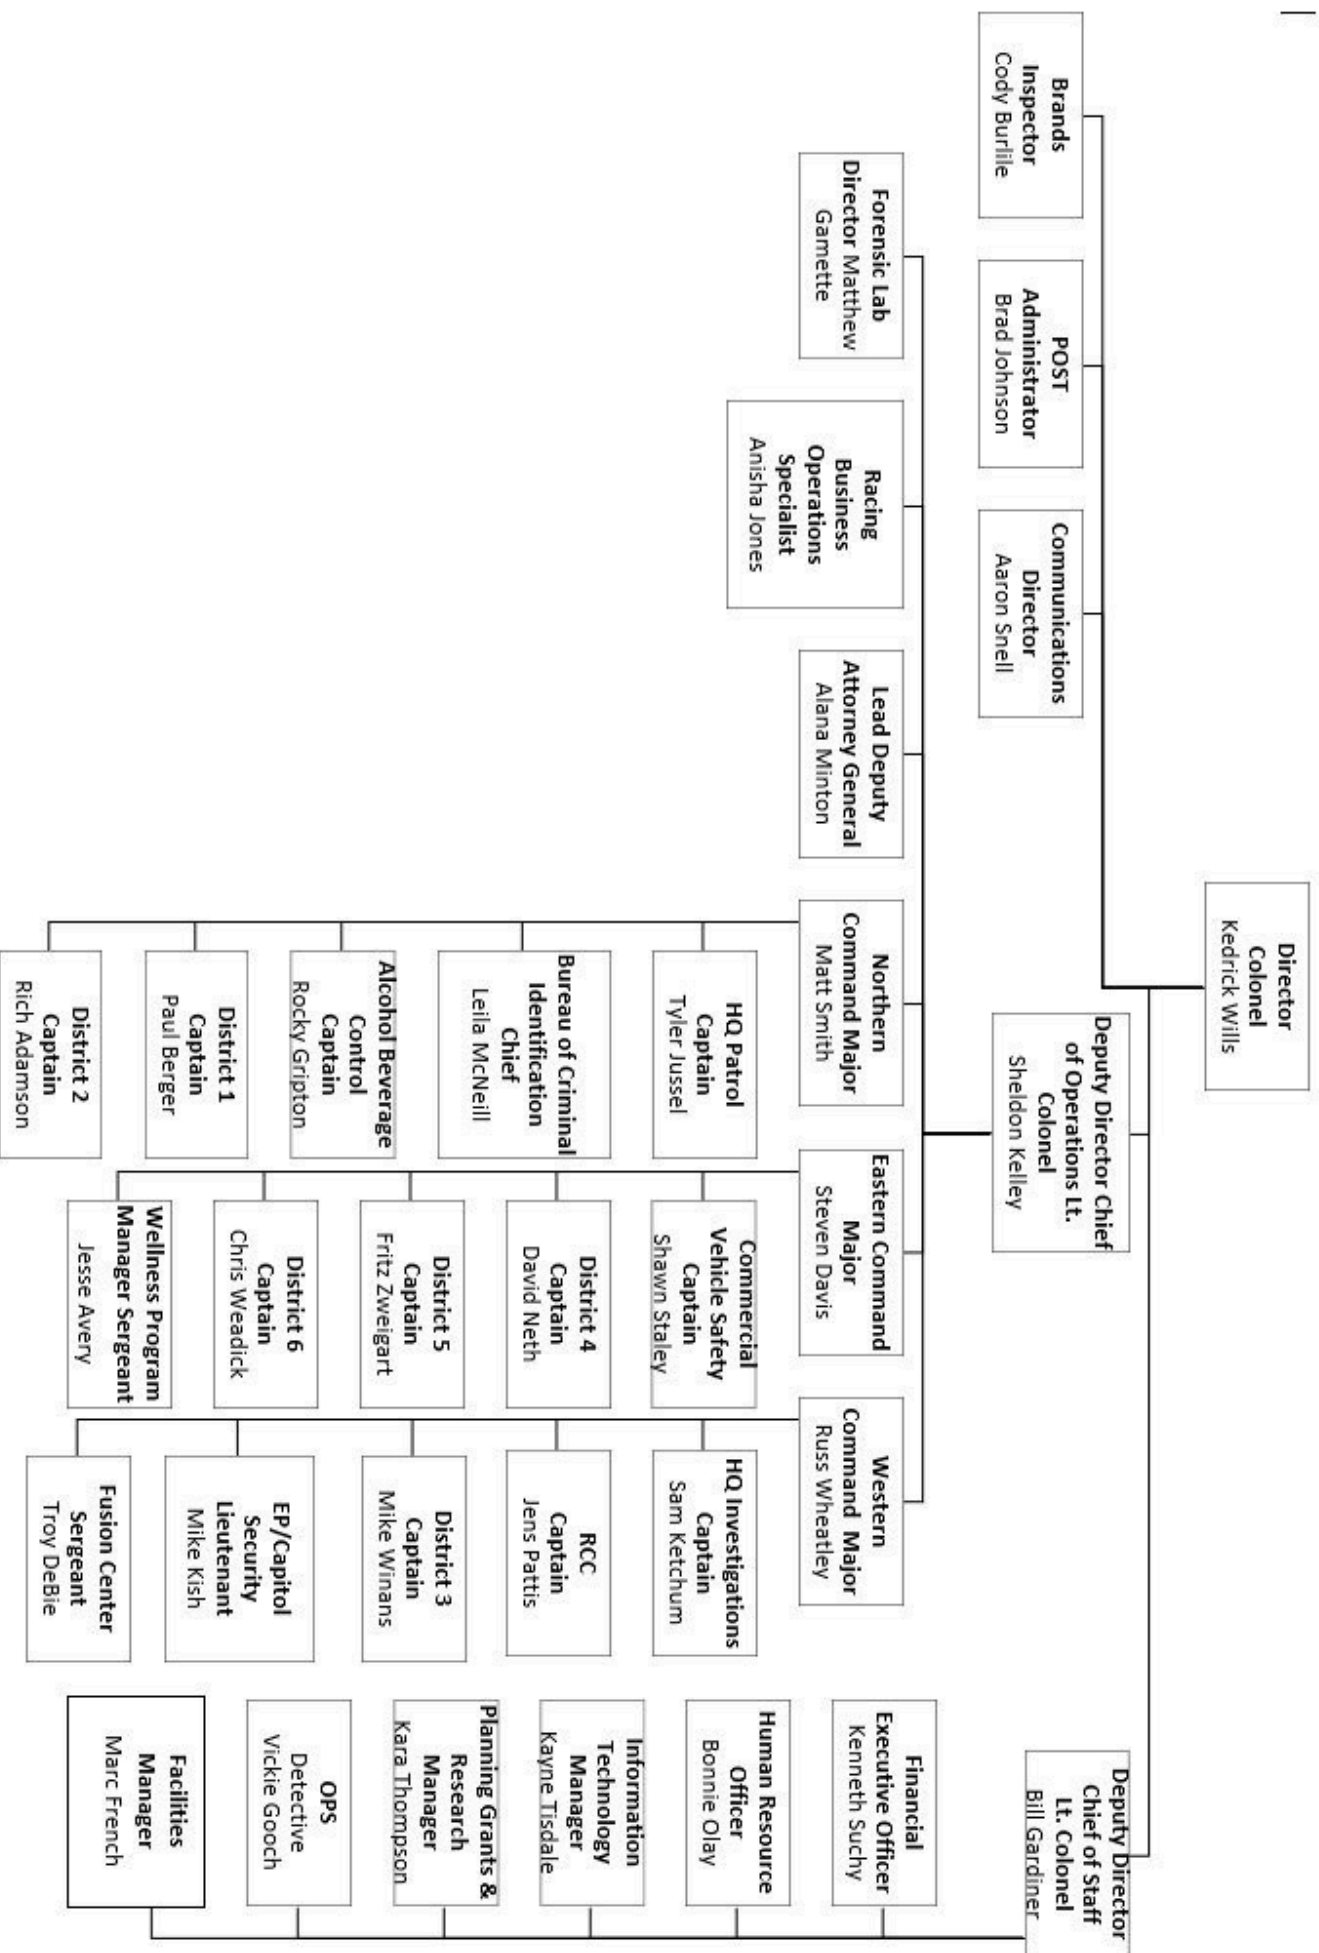 Director
Colonel
Kedrick Wills
Brands
Inspector
Cody Burlile
POST
Administrator
Brad Johnson
Communications
Director
Aaron Snell
Deputy Director Chief
of Operations Lt.
Colonel
Sheldon Kelley
Deputy Director
Chief of Staff
Lt. Colonel
Bill Gardiner
Forensic Lab
Director Matthew
Gamette
Racing
Business
Operations
Specialist
Anisha Jones
Lead Deputy
Attorney General
Alana Minton
Northern
Command Major
Matt Smith
Eastern Command
Major
Steven Davis
Western
Command Major
Russ Wheatley
HQ Patrol
Captain
Tyler Jussel
Bureau of Criminal
Identification
Chief
Leila McNeill
Alcohol Beverage
Control
Captain
Rocky Gripton
District 1
Captain
Paul Berger
District 2
Captain
Rich Adamson
Commercial
Vehicle Safety
Captain
Shawn Staley
District 4
Captain
David Neth
District 5
Captain
Fritz Zweigart
District 6
Captain
Chris Weadick
Wellness Program
Manager Sergeant
Jesse Avery
HQ Investigations
Captain
Sam Ketchum
RCC
Captain
Jens Pattis
District 3
Captain
Mike Winans
EP/Capitol
Security
Lieutenant
Mike Kish
Fusion Center
Sergeant
Troy DeBie
Financial
Executive Officer
Kenneth Suchy
Human Resource
Officer
Bonnie Olay
Information
Technology
Manager
Kayne Tisdale
Planning Grants &
Research
Manager
Kara Thompson
OPS
Detective
Vickie Gooch
Facilities
Manager
Marc French